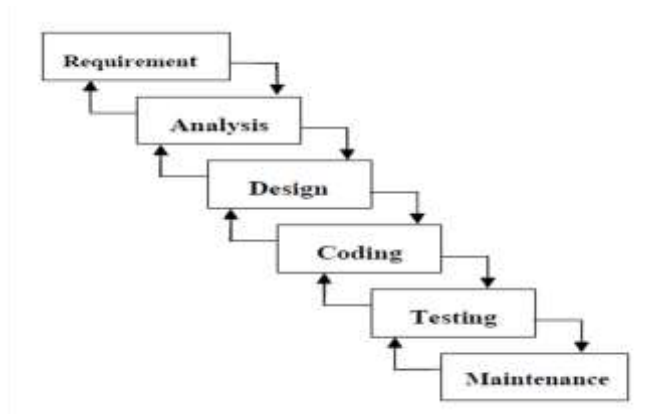 Requirement
Analysis
Design
Coding
Testing
Maintenance